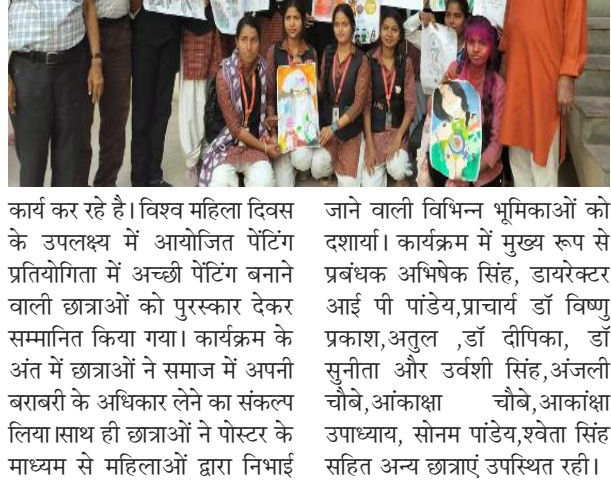 कार्य कर रहे है। विश्व महिला दिवस
के उपलक्ष्य में आयोजित पेंटिंग
प्रतियोगिता में अच्छी पेंटिंग बनाने
वाली छात्राओं को पुरस्कार देकर
सम्मानित किया गया। कार्यक्रम के
अंत में छात्राओं ने समाज में अपनी
बराबरी के अधिकार लेने का संकल्प
लिया।साथ ही छात्राओं ने पोस्टर के
माध्यम से महिलाओं द्वारा निभाई
जाने वाली विभिन्न भूमिकाओं को
दशार्या। कार्यक्रम में मुख्य रूप से
प्रबंधक अभिषेक सिंह, डायरेक्टर
आई पी पांडेय,प्राचार्य डॉ विष्णु
प्रकाश,अतुल ,डॉ दीपिका, डॉ
सुनीता और उर्वशी सिंह,अंजली
चौबे,आंकाक्षा चौबे,आकांक्षा
उपाध्याय, सोनम पांडेय,श्वेता सिंह
सहित अन्य छात्राएं उपस्थित रही।